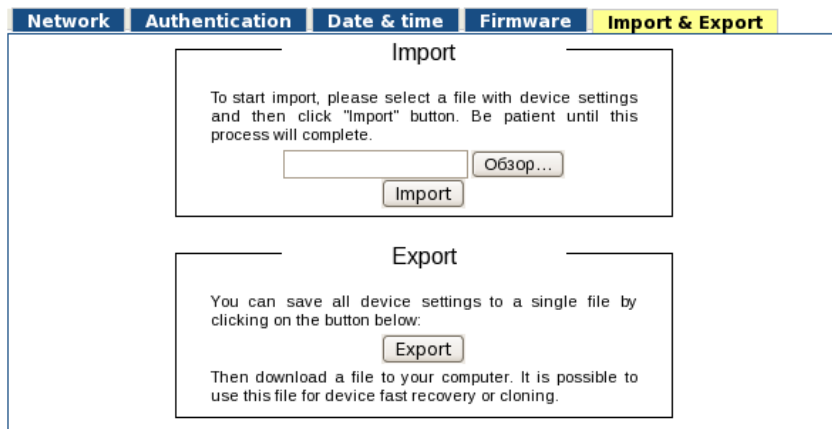 Network Authentication Date & time Firmware Import & Export
Import
To start import, please select a file with device settings
and then click "Import" button. Be patient until this
process will complete.
Обзор...
Import
Export
You can save all device settings to a single file by
clicking on the button below:
Export
Then download a file to your computer. It is possible to
use this file for device fast recovery or cloning.